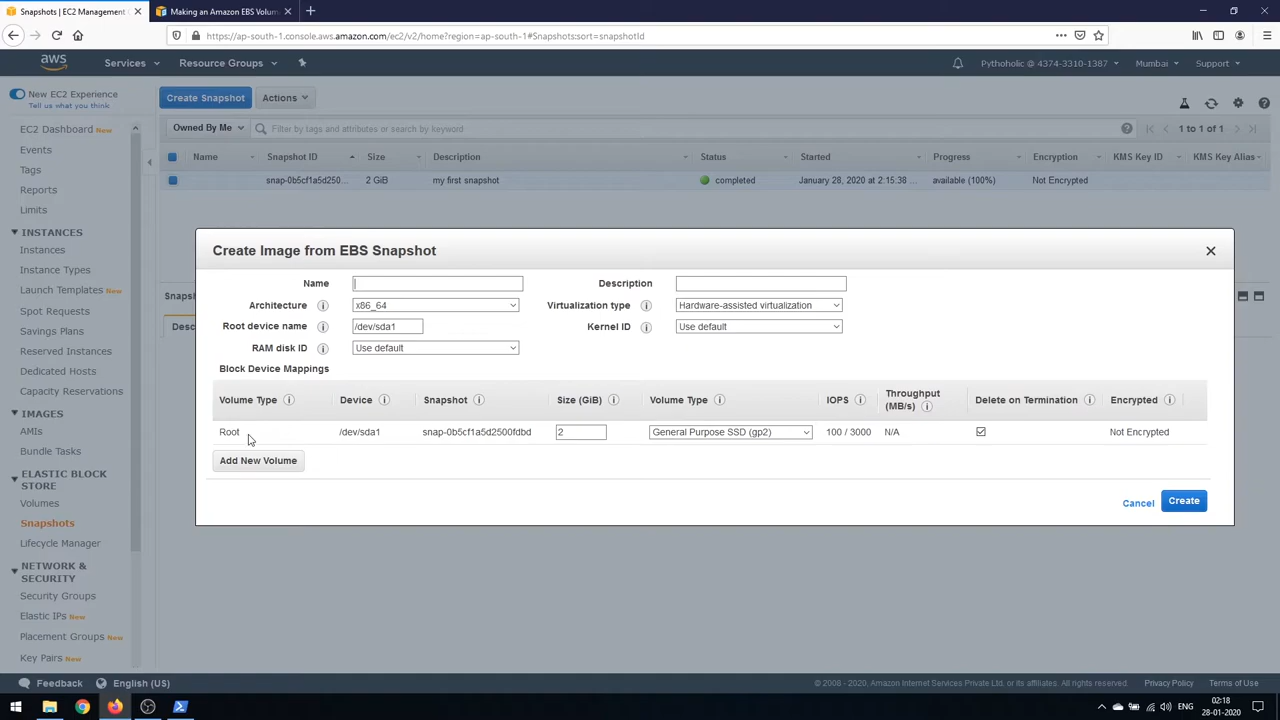 Snapshots | EC2 Management C
Making an Amazon EBS Volum
https://ap-south-1.console.aws.amazon.com/ec2/v2/home?region=ap-south-1#Snapshots:sort=snapshotId
aws Services Resource Groups Pytholic @ 4374-3310-1387 Mumbai Support
New EC2 Experience
Tell us what you think
Create Snapshot Actions
EC2 Dashboard New
Events
Tags
Reports
Limits
INSTANCES
Instances
Instance Types
Launch Templates New
Spot Requests
Savings Plans
Reserved Instances
Dedicated Hosts
Capacity Reservations
IMAGES
AMIs
Bundle Tasks
ELASTIC BLOCK STORE
Volumes
Snapshots
Lifecycle Manager
NETWORK & SECURITY
Security Groups
Elastic IPs New
Placement Groups New
Key Pairs New
Owned By Me Filter by tags and attributes or search by keyword 1 to 1 of 1
Name Snapshot ID Size Description Status Started Progress Encryption KMS Key ID KMS Key Alias
snap-0b5cf1a5d250... 2 GiB my first snapshot completed January 28, 2020 at 2:15:38 ... available (100%) Not Encrypted
Snapsh
Desc
Create Image from EBS Snapshot
Name Description
Architecture x86_64 Virtualization type Hardware-assisted virtualization
Root device name /dev/sda1 Kernel ID Use default
RAM disk ID Use default
Block Device Mappings
Volume Type Device Snapshot Size (GiB) Volume Type IOPS Throughput (MB/s) Delete on Termination Encrypted
Root /dev/sda1 snap-0b5cf1a5d2500fdbd 2 General Purpose SSD (gp2) 100 / 3000 N/A Not Encrypted
Add New Volume
Cancel Create
Feedback English (US) © 2008 - 2020, Amazon Internet Services Private Ltd. or its affiliates. All rights reserved. Privacy Policy Terms of Use
ENG 02:18
28-01-2020